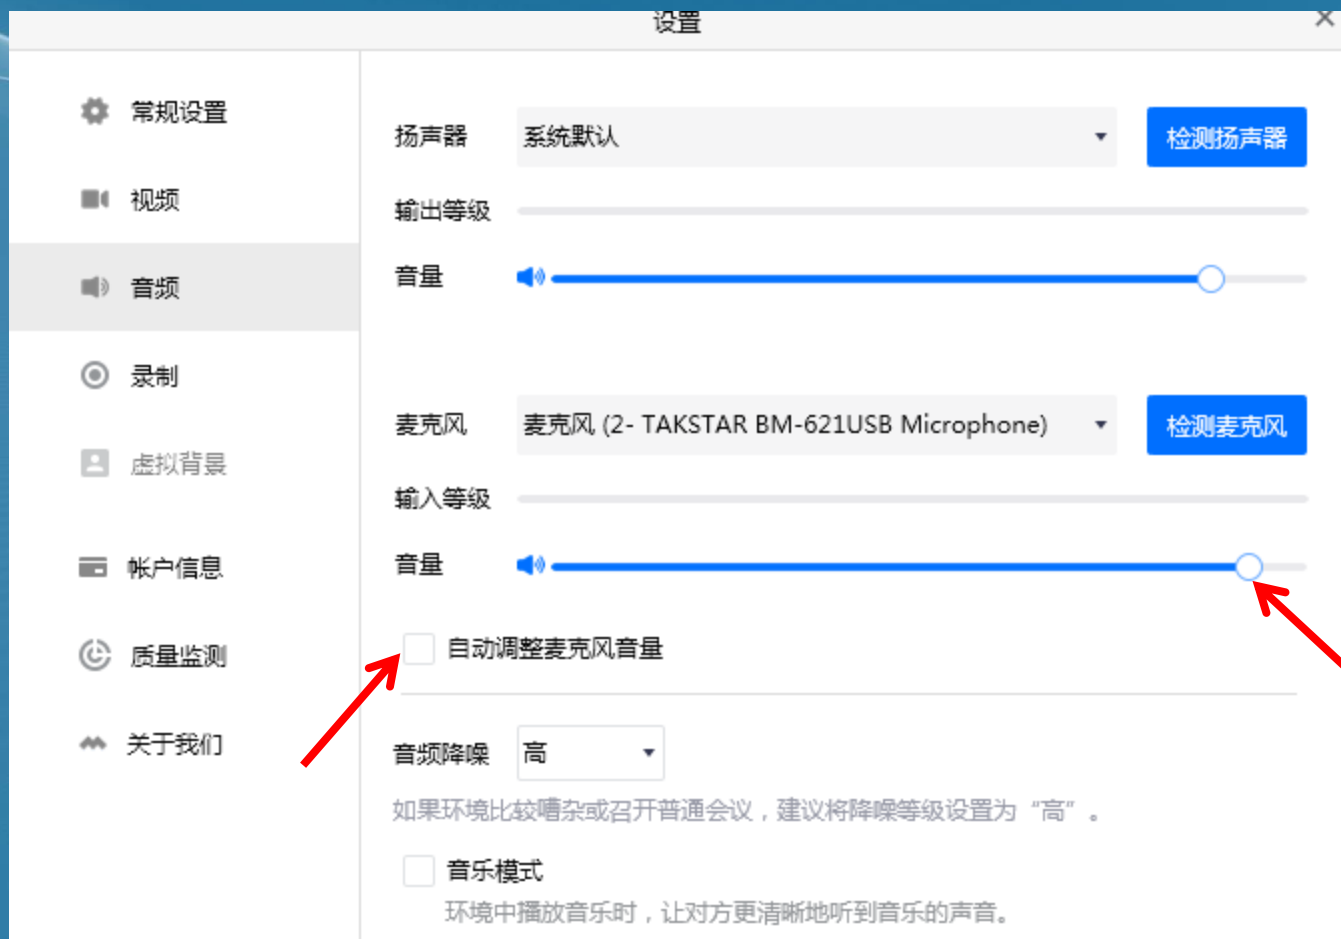 设置
常规设置
视频
音频
录制
虚拟背景
帐户信息
质量监测
关于我们
扬声器 系统默认 检测扬声器
输出等级
音量
麦克风 麦克风 (2- TAKSTAR BM-621USB Microphone) 检测麦克风
输入等级
音量
自动调整麦克风音量
音频降噪 高
如果环境比较嘈杂或召开普通会议，建议将降噪等级设置为“高”。
音乐模式
环境中播放音乐时，让对方更清晰地听到音乐的声音。